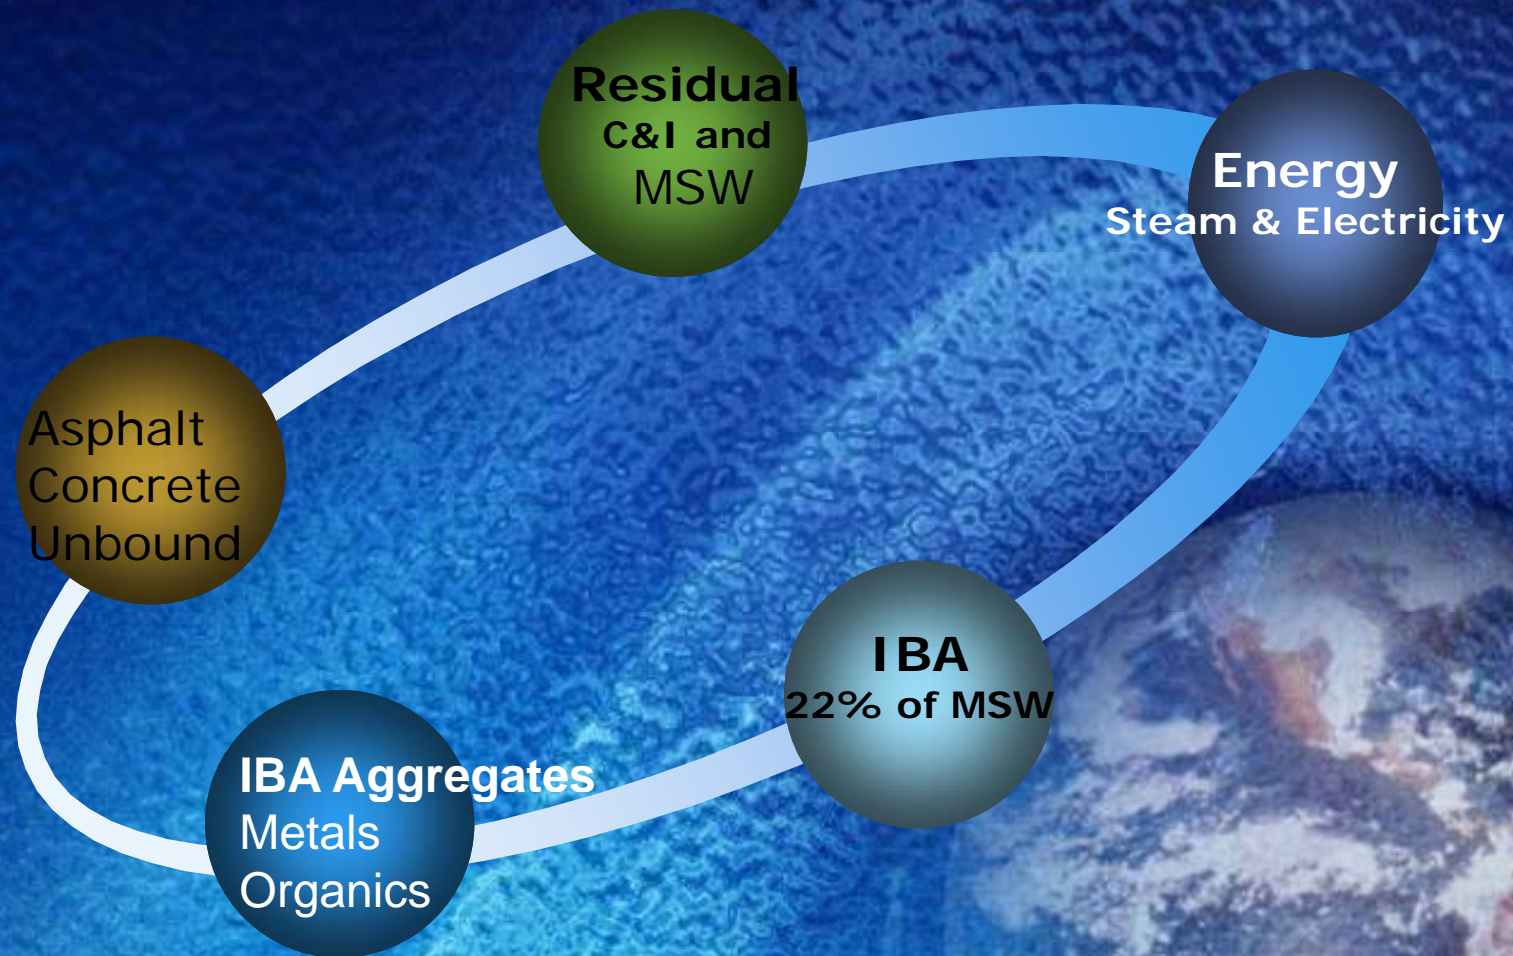 Residual
C&I and
MSW
Energy
Steam & Electricity
Asphalt
Concrete
Unbound
IBA
22% of MSW
IBA Aggregates
Metals
Organics